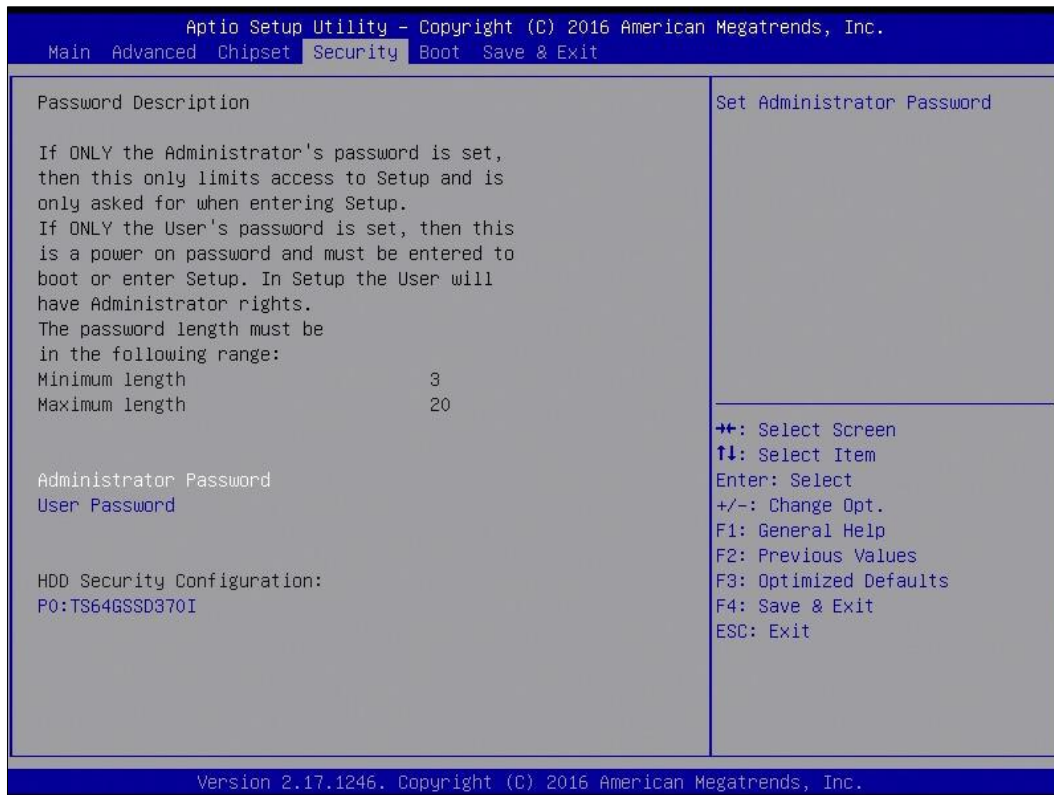 Aptio Setup Utility – Copyright (C) 2016 American Megatrends, Inc.
Main Advanced Chipset Security Boot Save & Exit
Password Description
If ONLY the Administrator's password is set,
then this only limits access to Setup and is
only asked for when entering Setup.
If ONLY the User's password is set, then this
is a power on password and must be entered to
boot or enter Setup. In Setup the User will
have Administrator rights.
The password length must be
in the following range:
Minimum length 3
Maximum length 20
Administrator Password
User Password
HDD Security Configuration:
P0:TS64GSSD370I
Set Administrator Password
→←: Select Screen
↑↓: Select Item
Enter: Select
+/-: Change Opt.
F1: General Help
F2: Previous Values
F3: Optimized Defaults
F4: Save & Exit
ESC: Exit
Version 2.17.1246. Copyright (C) 2016 American Megatrends, Inc.